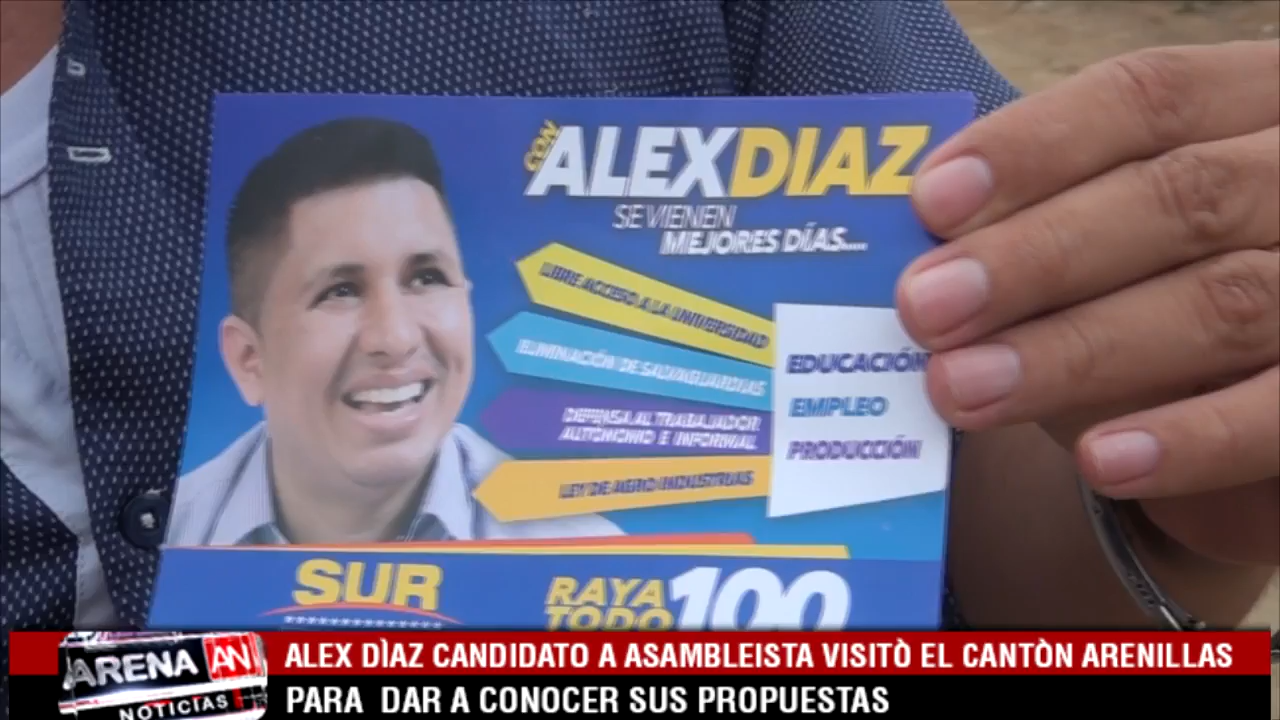 CON
ALEX DIAZ
SE VIENEN
MEJORES DÍAS....
LIBRE ACCESO A LA UNIVERSIDAD
ELIMINACIÓN DE SALVAGUARDIAS
DEFENSA AL TRABAJADOR
AUTÓNOMO E INFORMAL
LEY DE AGRO INDUSTRIAS
EDUCACIÓN
EMPLEO
PRODUCCIÓN
SUR
RAYA
TODO 100
ARENA AN
NOTICIAS
ALEX DÌAZ CANDIDATO A ASAMBLEISTA VISITÒ EL CANTÒN ARENILLAS
PARA DAR A CONOCER SUS PROPUESTAS